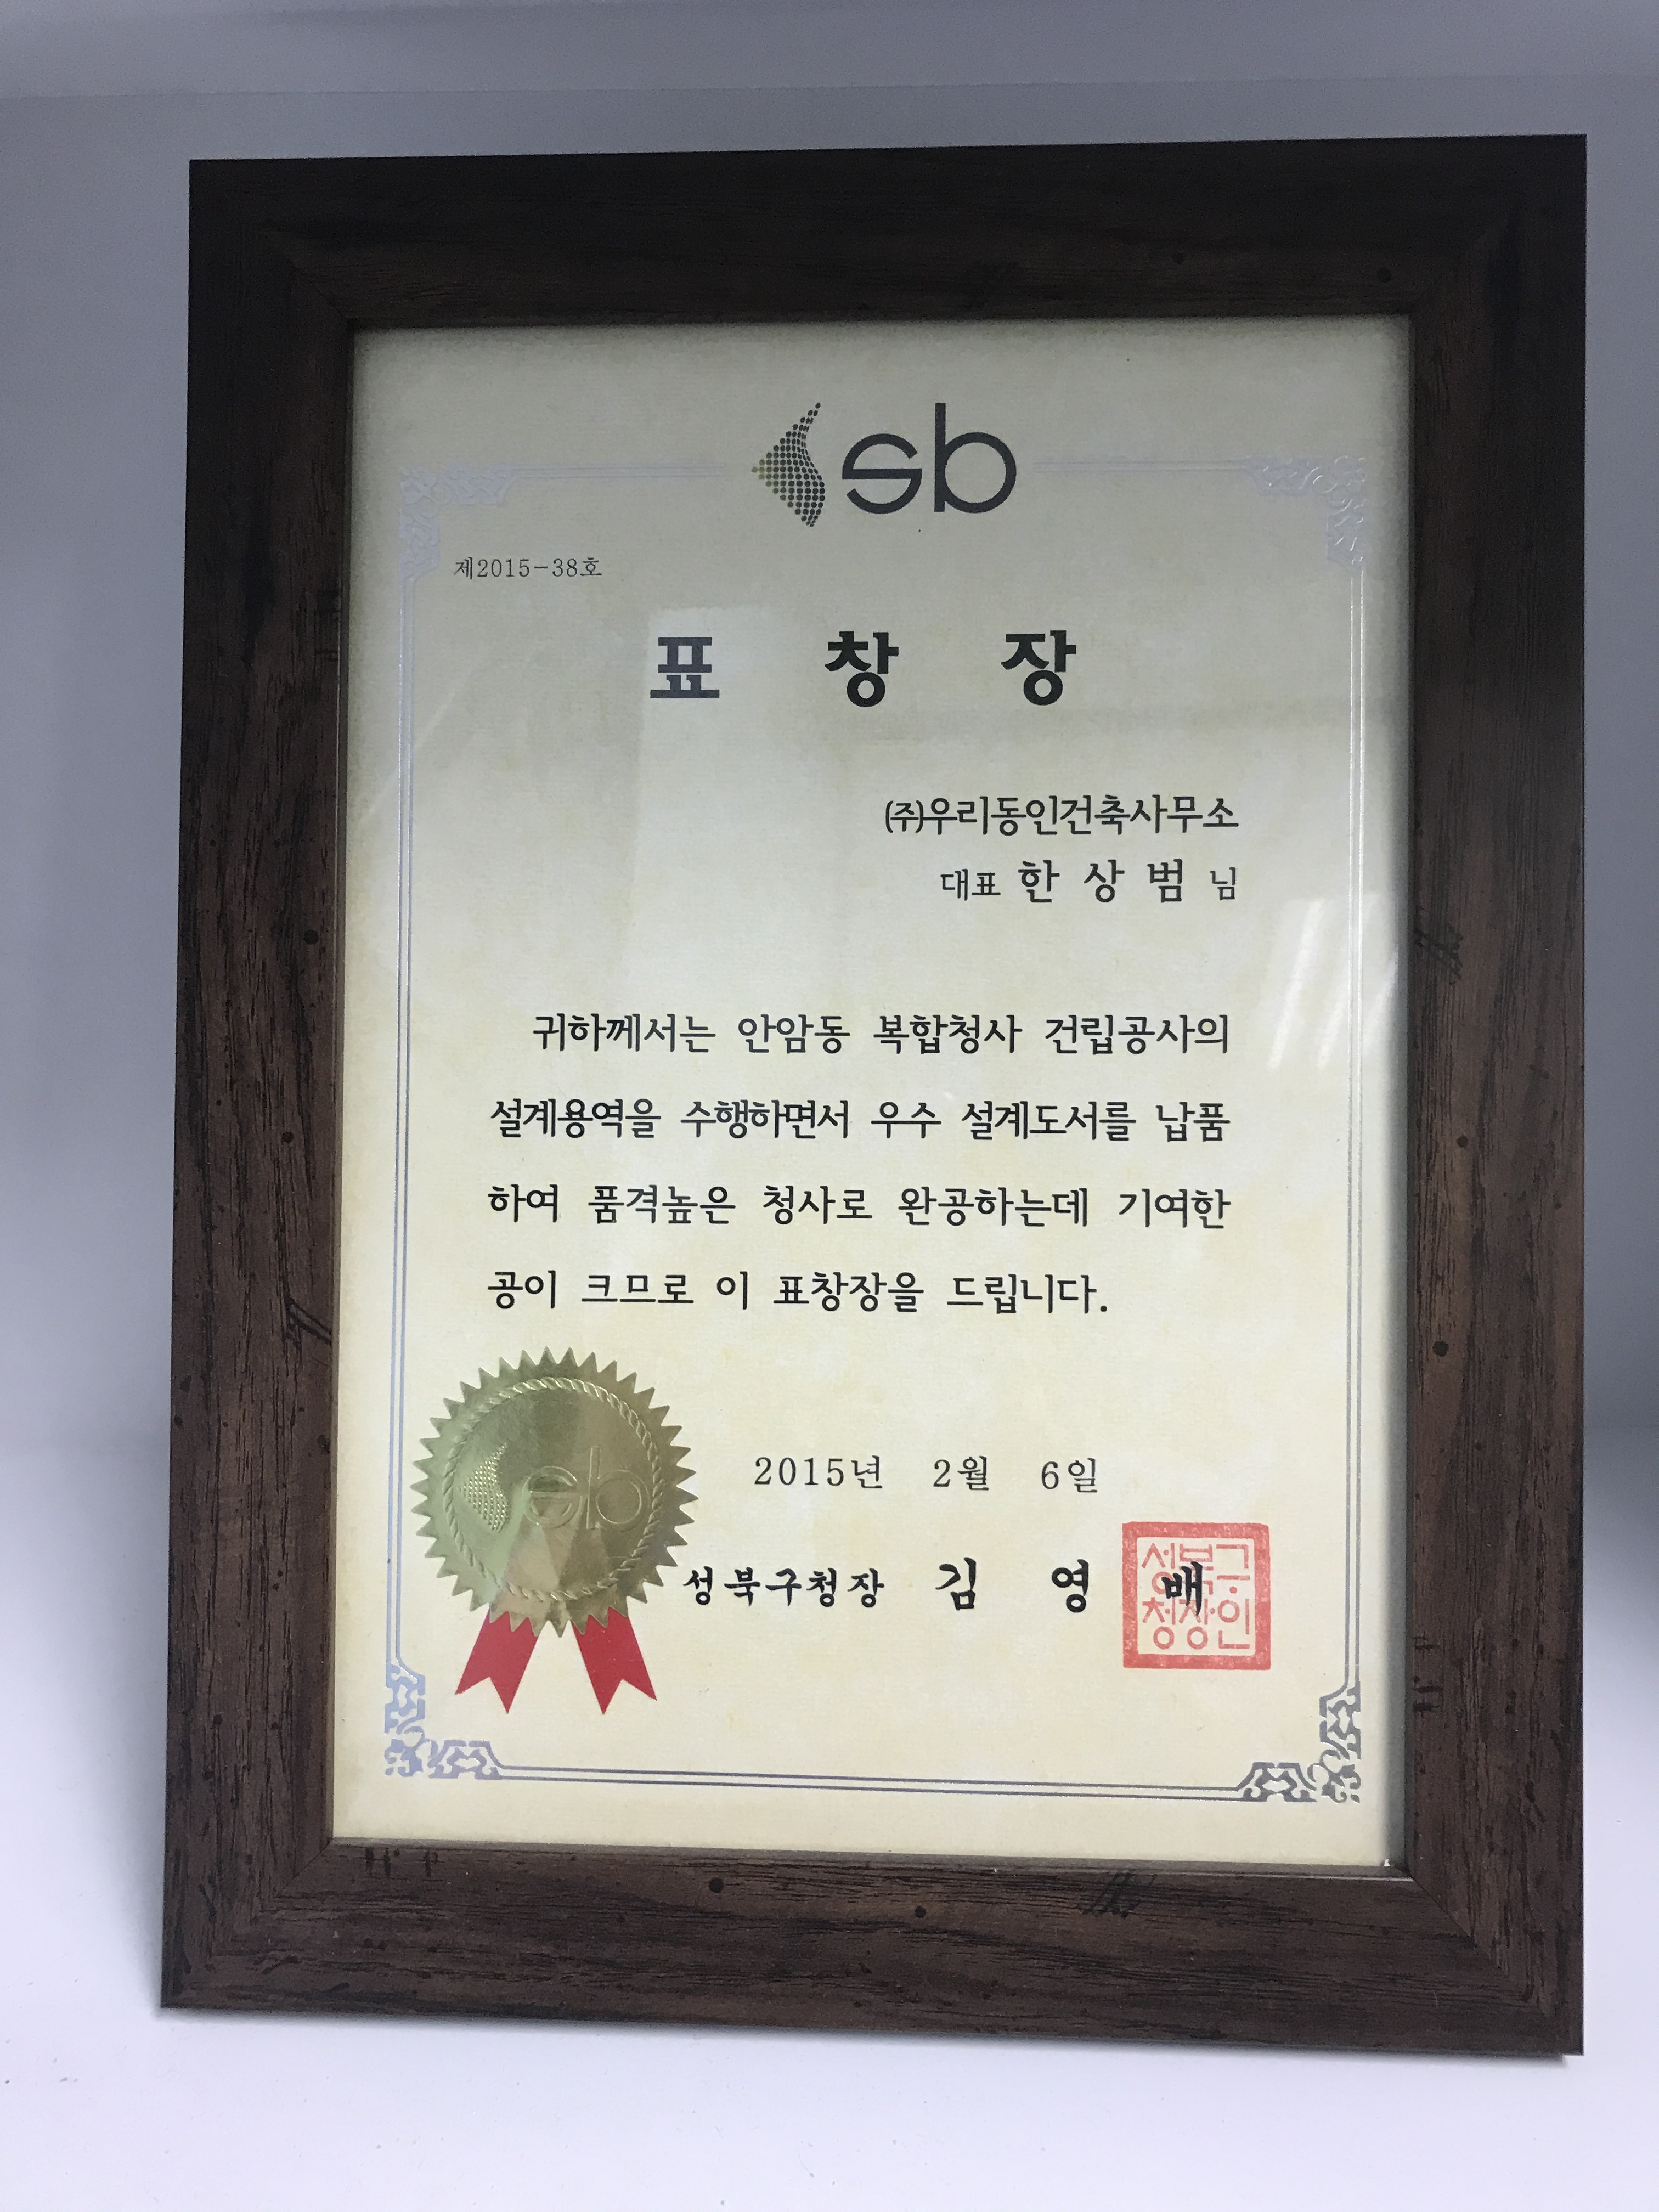 sb
제2015-38호
표 창 장
(주)우리동인건축사무소
대표 한 상 범 님
귀하께서는 안암동 복합청사 건립공사의
설계용역을 수행하면서 우수 설계도서를 납품
하여 품격높은 청사로 완공하는데 기여한
공이 크므로 이 표창장을 드립니다.
sb
2015년 2월 6일
성북구청장 김 영 배
성북구
청장인